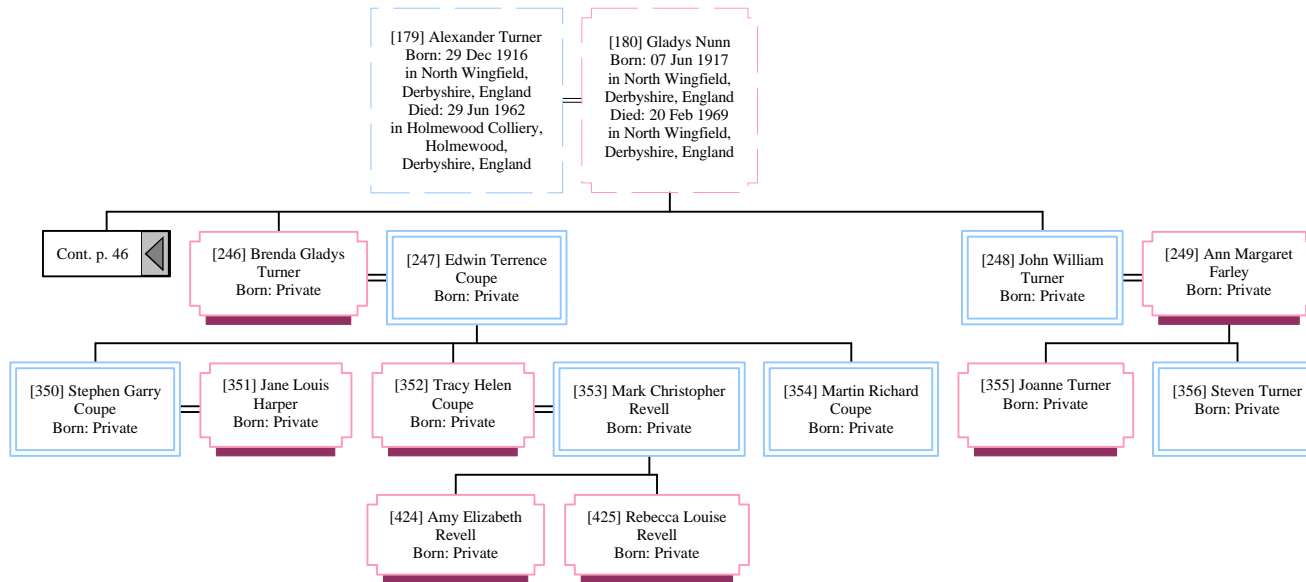 [179] Alexander Turner
Born: 29 Dec 1916
in North Wingfield,
Derbyshire, England
Died: 29 Jun 1962
in Holmewood Colliery,
Holmewood,
Derbyshire, England
[180] Gladys Nunn
Born: 07 Jun 1917
in North Wingfield,
Derbyshire, England
Died: 20 Feb 1969
in North Wingfield,
Derbyshire, England
Cont. p. 46
[246] Brenda Gladys
Turner
Born: Private
[247] Edwin Terrence
Coupe
Born: Private
[248] John William
Turner
Born: Private
[249] Ann Margaret
Farley
Born: Private
[350] Stephen Garry
Coupe
Born: Private
[351] Jane Louis
Harper
Born: Private
[352] Tracy Helen
Coupe
Born: Private
[353] Mark Christopher
Revell
Born: Private
[354] Martin Richard
Coupe
Born: Private
[355] Joanne Turner
Born: Private
[356] Steven Turner
Born: Private
[424] Amy Elizabeth
Revell
Born: Private
[425] Rebecca Louise
Revell
Born: Private